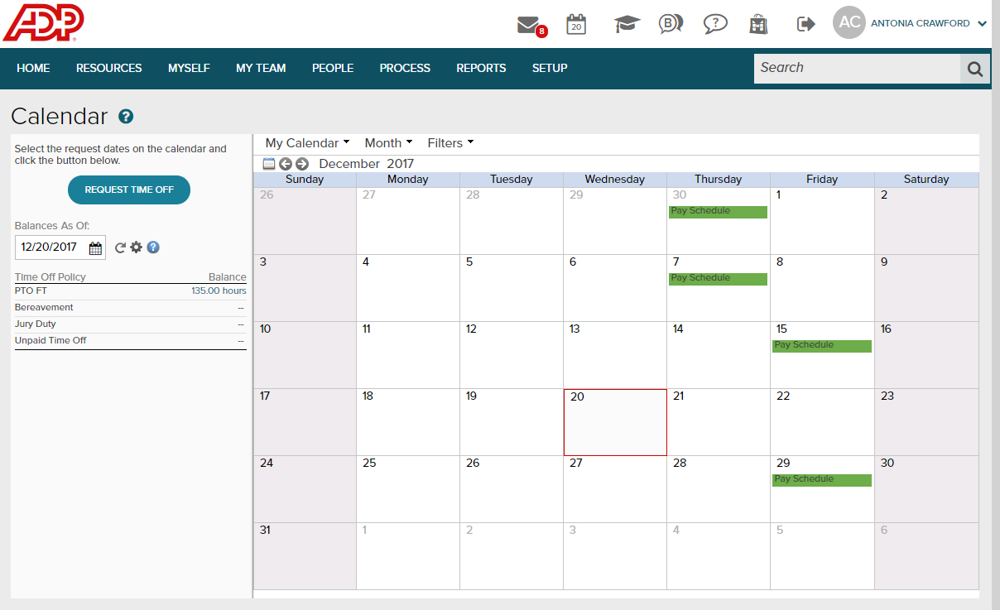 ADP
8
20
B
?
AC
ANTONIA CRAWFORD
HOME RESOURCES MYSELF MY TEAM PEOPLE PROCESS REPORTS SETUP
Search
Calendar ?
Select the request dates on the calendar and
click the button below.
REQUEST TIME OFF
Balances As Of:
12/20/2017 ?
Time Off Policy Balance
PTO FT 135.00 hours
Bereavement --
Jury Duty --
Unpaid Time Off --
My Calendar Month Filters
December 2017
Sunday Monday Tuesday Wednesday Thursday Friday Saturday
26 27 28 29 30 1 2
Pay Schedule
3 4 5 6 7 8 9
Pay Schedule
10 11 12 13 14 15 16
Pay Schedule
17 18 19 20 21 22 23
24 25 26 27 28 29 30
Pay Schedule
31 1 2 3 4 5 6